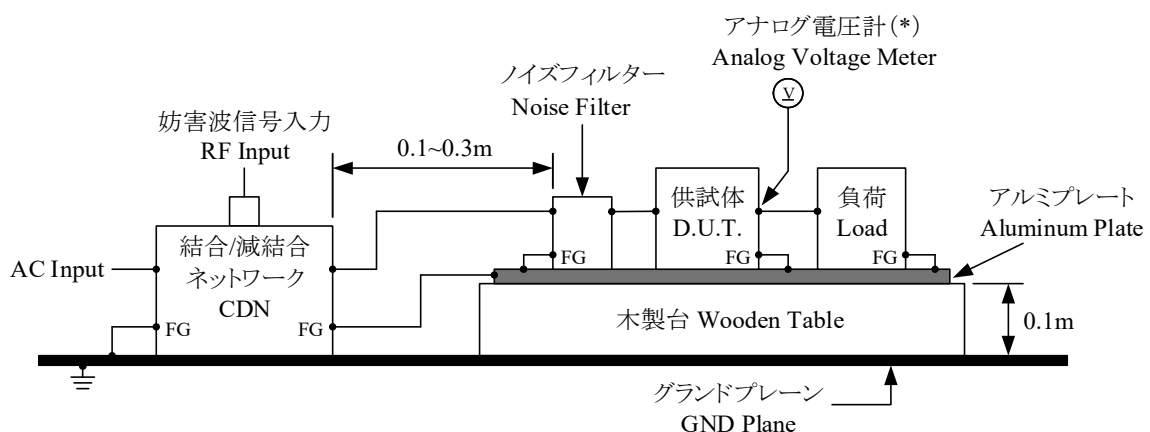 アナログ電圧計(*)
Analog Voltage Meter
V
ノイズフィルター
Noise Filter
妨害波信号入力
RF Input
0.1~0.3m
供試体
D.U.T.
負荷
Load
アルミプレート
Aluminum Plate
結合/減結合
ネットワーク
CDN
AC Input
FG
FG
FG
FG
FG
木製台 Wooden Table
0.1m
グランドプレーン
GND Plane